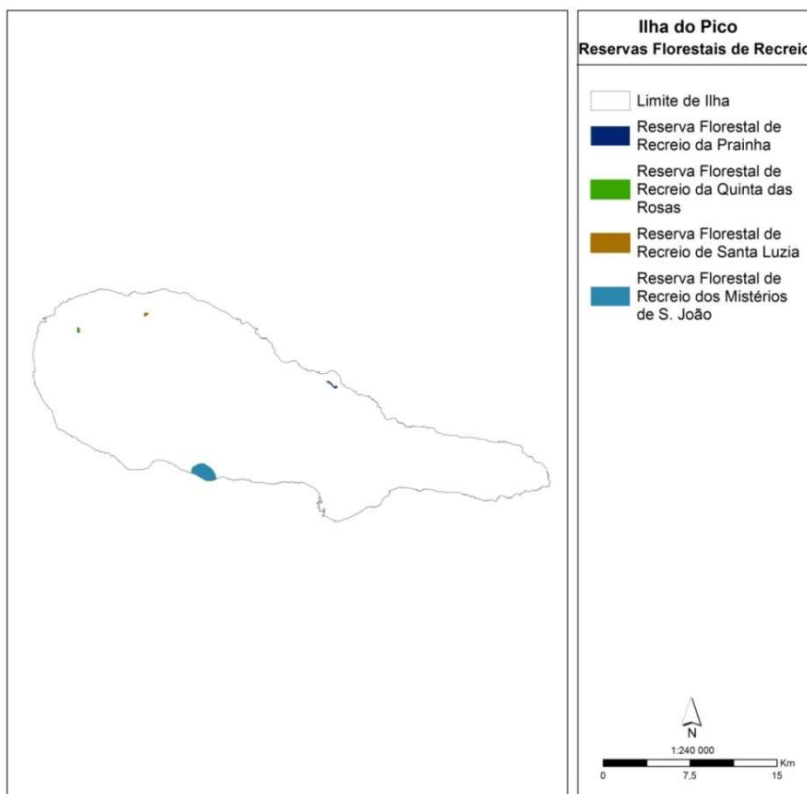 Ilha do Pico
Reservas Florestais de Recreio
Limite de Ilha
Reserva Florestal de
Recreio da Prainha
Reserva Florestal de
Recreio da Quinta das
Rosas
Reserva Florestal de
Recreio de Santa Luzia
Reserva Florestal de
Recreio dos Mistérios
de S. João
N
1:240 000
Km
0 7,5 15